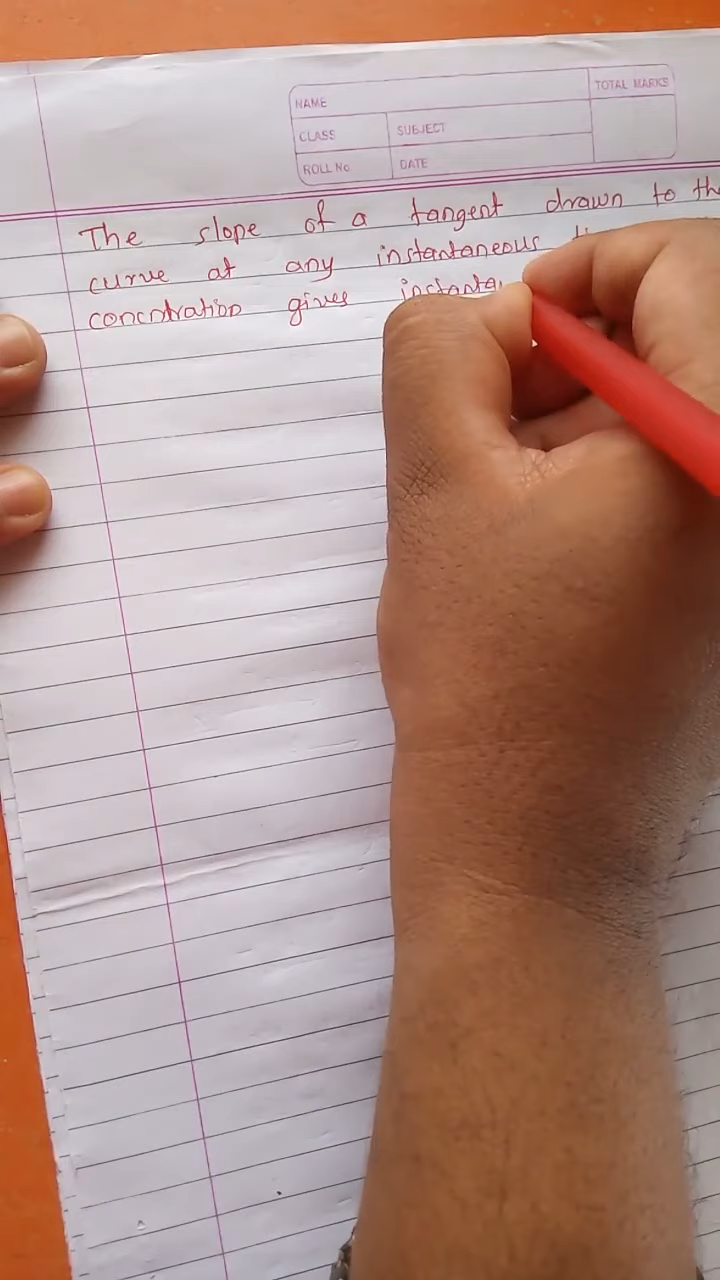 NAME
TOTAL MARKS
CLASS
SUBJECT
ROLL No
DATE
The slope of a tangent drawn to the
curve at any instantaneous
concntration gives